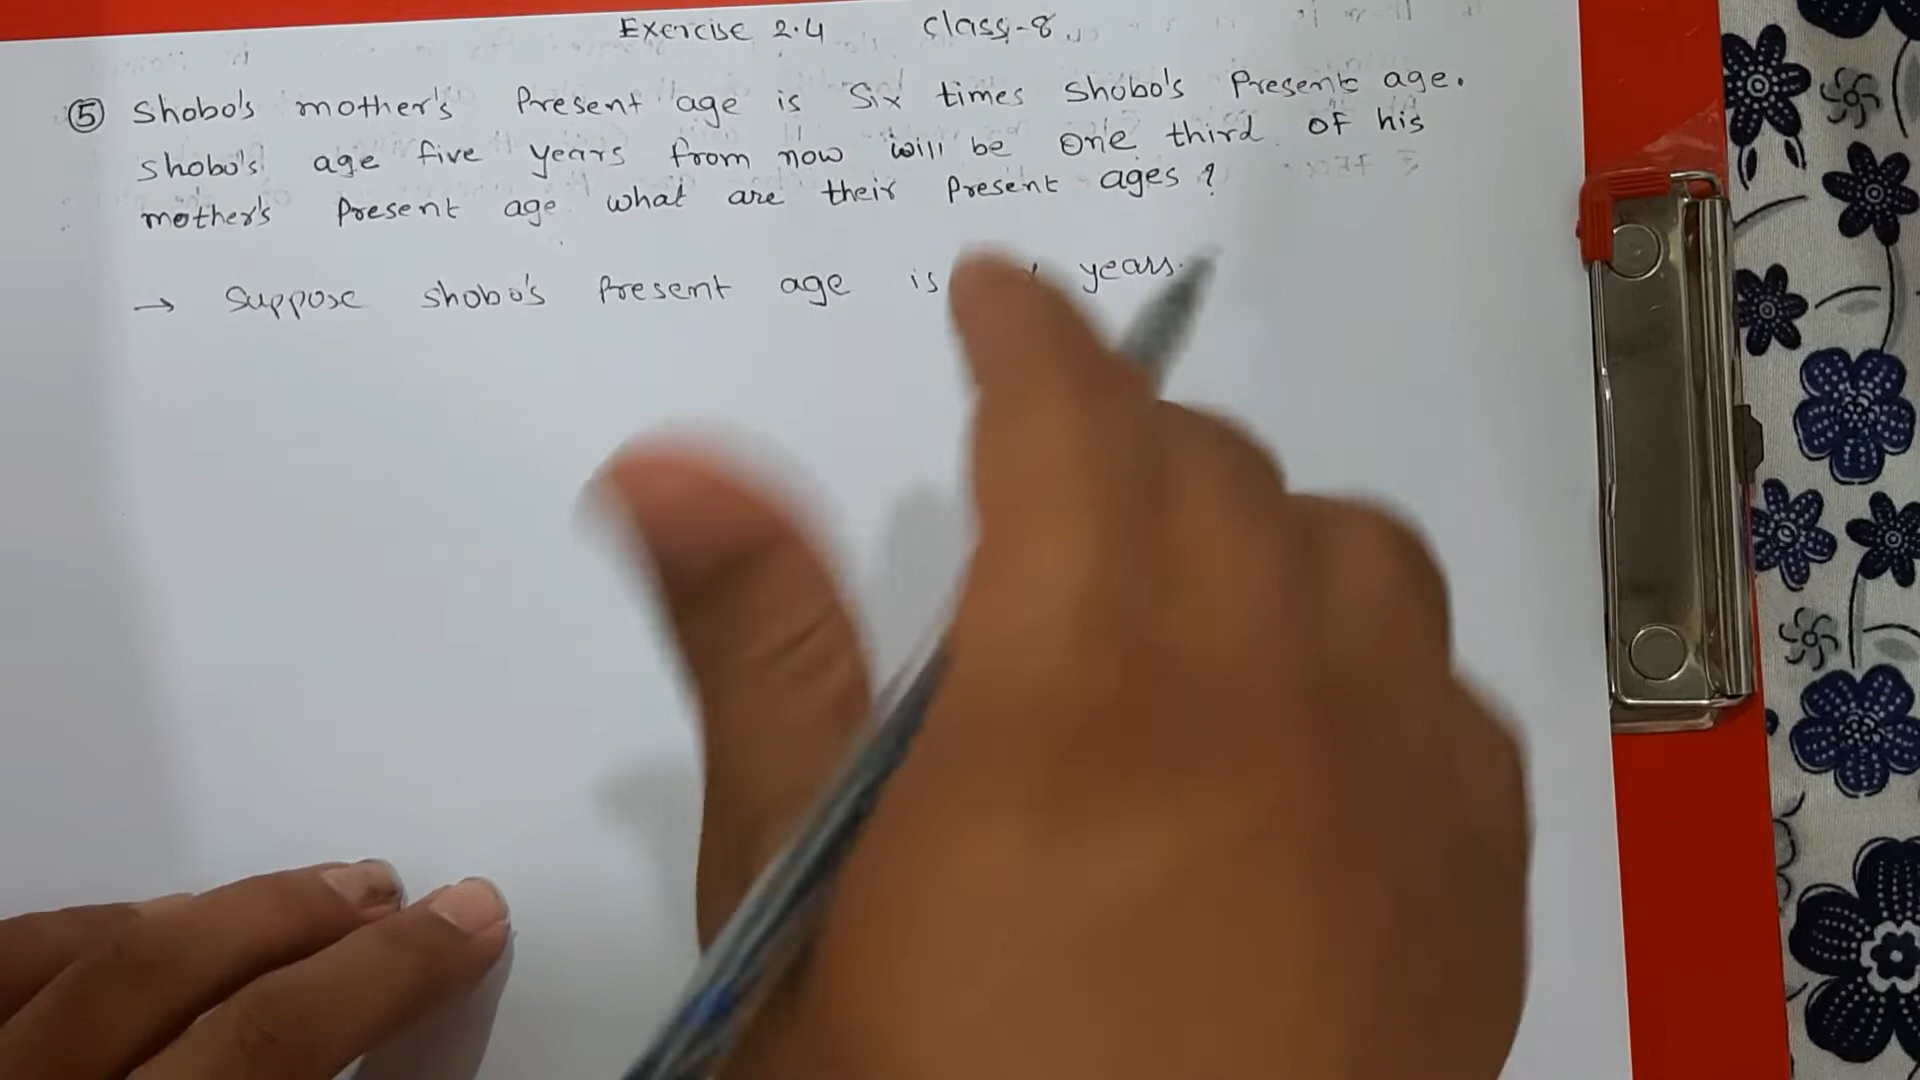 Exercise 2.4 Class-8
⑤ Shobo's mother's Present age is Six times Shobo's Present age.
Shobo's age five years from now will be one third of his
mother's Present age what are their Present ages?
→ Suppose shobo's Present age is years.